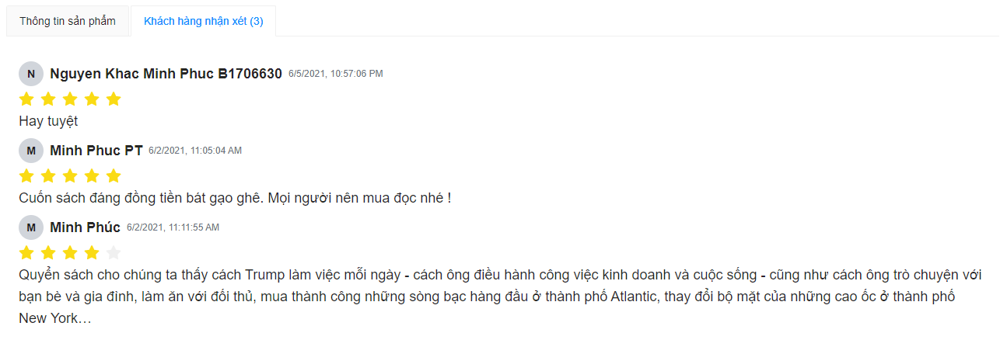 Thông tin sản phẩm
Khách hàng nhận xét (3)
N
Nguyen Khac Minh Phuc B1706630 6/5/2021, 10:57:06 PM
Hay tuyệt
M
Minh Phuc PT 6/2/2021, 11:05:04 AM
Cuốn sách đáng đồng tiền bát gạo ghê. Mọi người nên mua đọc nhé !
M
Minh Phúc 6/2/2021, 11:11:55 AM
Quyển sách cho chúng ta thấy cách Trump làm việc mỗi ngày - cách ông điều hành công việc kinh doanh và cuộc sống - cũng như cách ông trò chuyện với
bạn bè và gia đình, làm ăn với đối thủ, mua thành công những sòng bạc hàng đầu ở thành phố Atlantic, thay đổi bộ mặt của những cao ốc ở thành phố
New York…